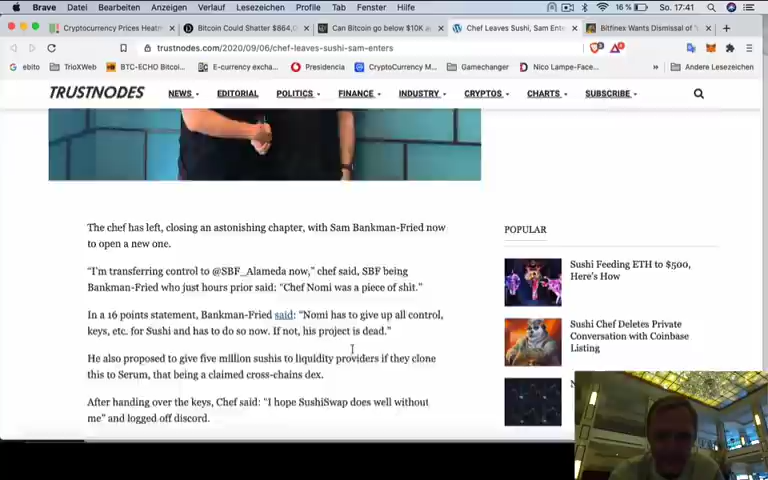 Brave Datei Bearbeiten Darstellung Verlauf Lesezeichen Profile Tab Fenster Hilfe 16 % So. 17:41
Cryptocurrency Prices Heatm Bitcoin Could Shatter $864, Can Bitcoin go below $10K a Chef Leaves Sushi, Sam Ente Bitfinex Wants Dismissal of
trustnodes.com/2020/09/06/chef-leaves-sushi-sam-enters
ebito TrioXWeb BTC-ECHO Bitcoi... E-currency excha... Presidencia CryptoCurrency M... Gamechanger Nico Lampe-Face... » Andere Lesezeichen
TRUSTNODES NEWS EDITORIAL POLITICS FINANCE INDUSTRY CRYPTOS CHARTS SUBSCRIBE
The chef has left, closing an astonishing chapter, with Sam Bankman-Fried now
to open a new one.
“I’m transferring control to @SBF_Alameda now,” chef said, SBF being
Bankman-Fried who just hours prior said: “Chef Nomi was a piece of shit.”
In a 16 points statement, Bankman-Fried said: “Nomi has to give up all control,
keys, etc. for Sushi and has to do so now. If not, his project is dead.”
He also proposed to give five million sushis to liquidity providers if they clone
this to Serum, that being a claimed cross-chains dex.
After handing over the keys, Chef said: “I hope SushiSwap does well without
me” and logged off discord.
POPULAR
Sushi Feeding ETH to $500,
Here’s How
Sushi Chef Deletes Private
Conversation with Coinbase
Listing